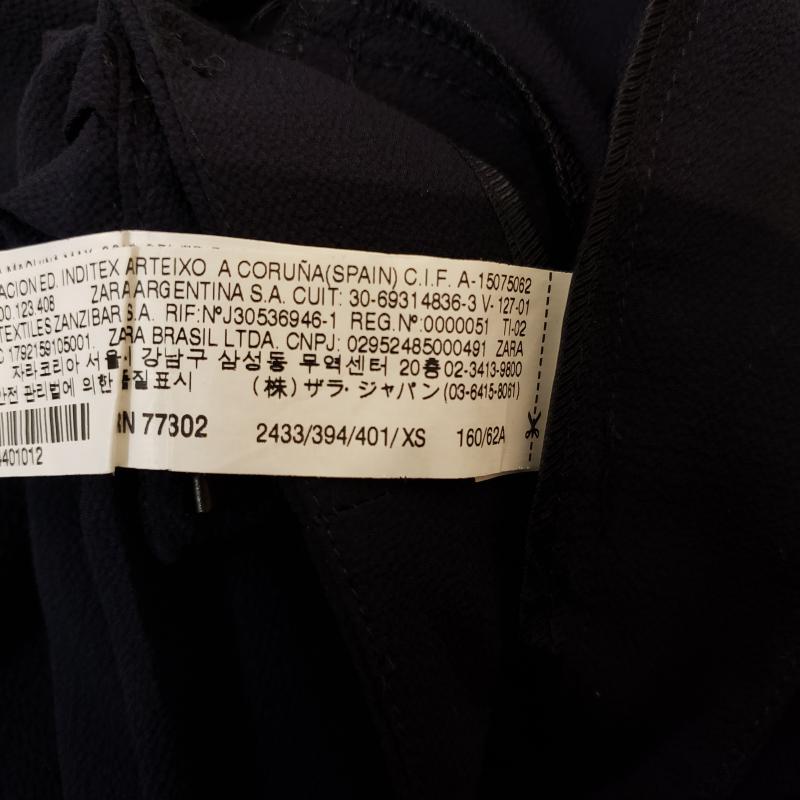 ACION ED. INDITEX ARTEIXO A CORUÑA(SPAIN) C.I.F. A-15075062
00.123.408 ZARA ARGENTINA S.A. CUIT: 30-69314836-3 V- 127-01
TEXTILES ZANZIBAR S.A. RIF:NºJ30536946-1 REG.Nº:0000051 TI-02
C 1792159105001. ZARA BRASIL LTDA. CNPJ: 02952485000491 ZARA
자라코리아 서울시 강남구 삼성동 무역센터 20층 02-3413-9800
안전 관리법에 의한 품질표시 (株) ザラ・ジャパン (03-6415-8061)
RN 77302 2433/394/401/XS 160/62A
401012